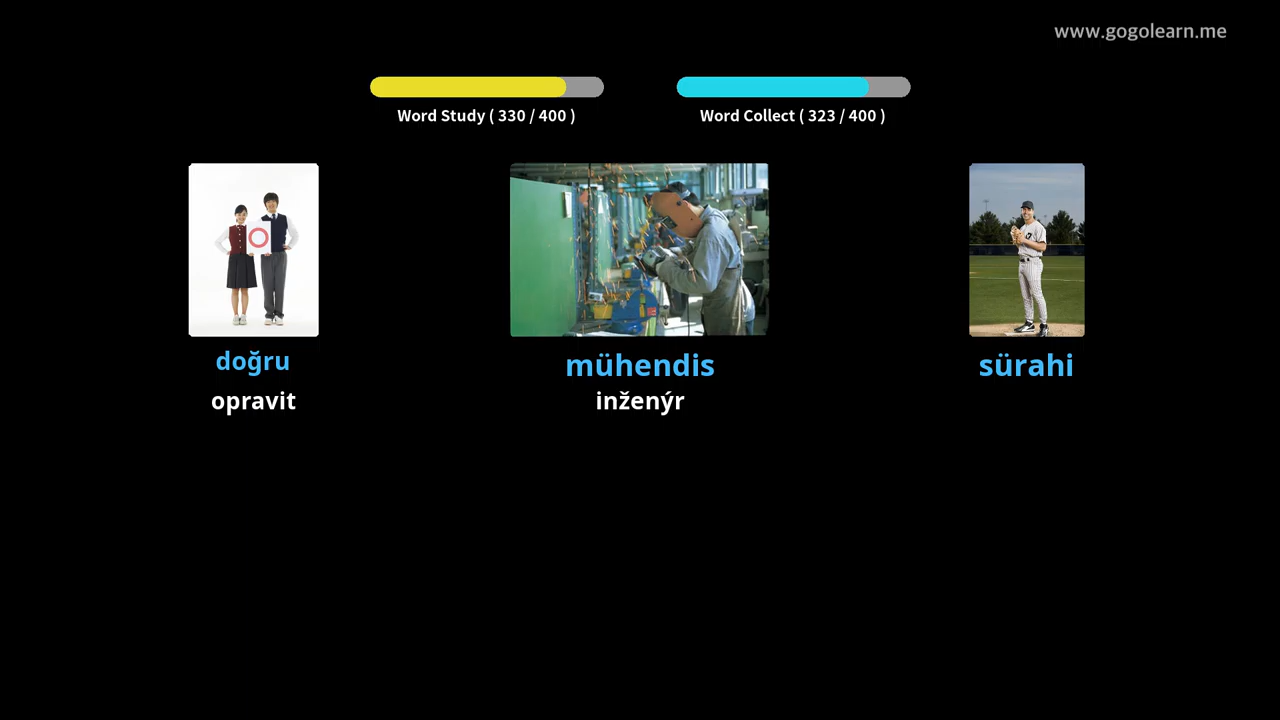 www.gogolearn.me
Word Study ( 330 / 400 )
Word Collect ( 323 / 400 )
doğru
mühendis
sürahi
opravit
inženýr